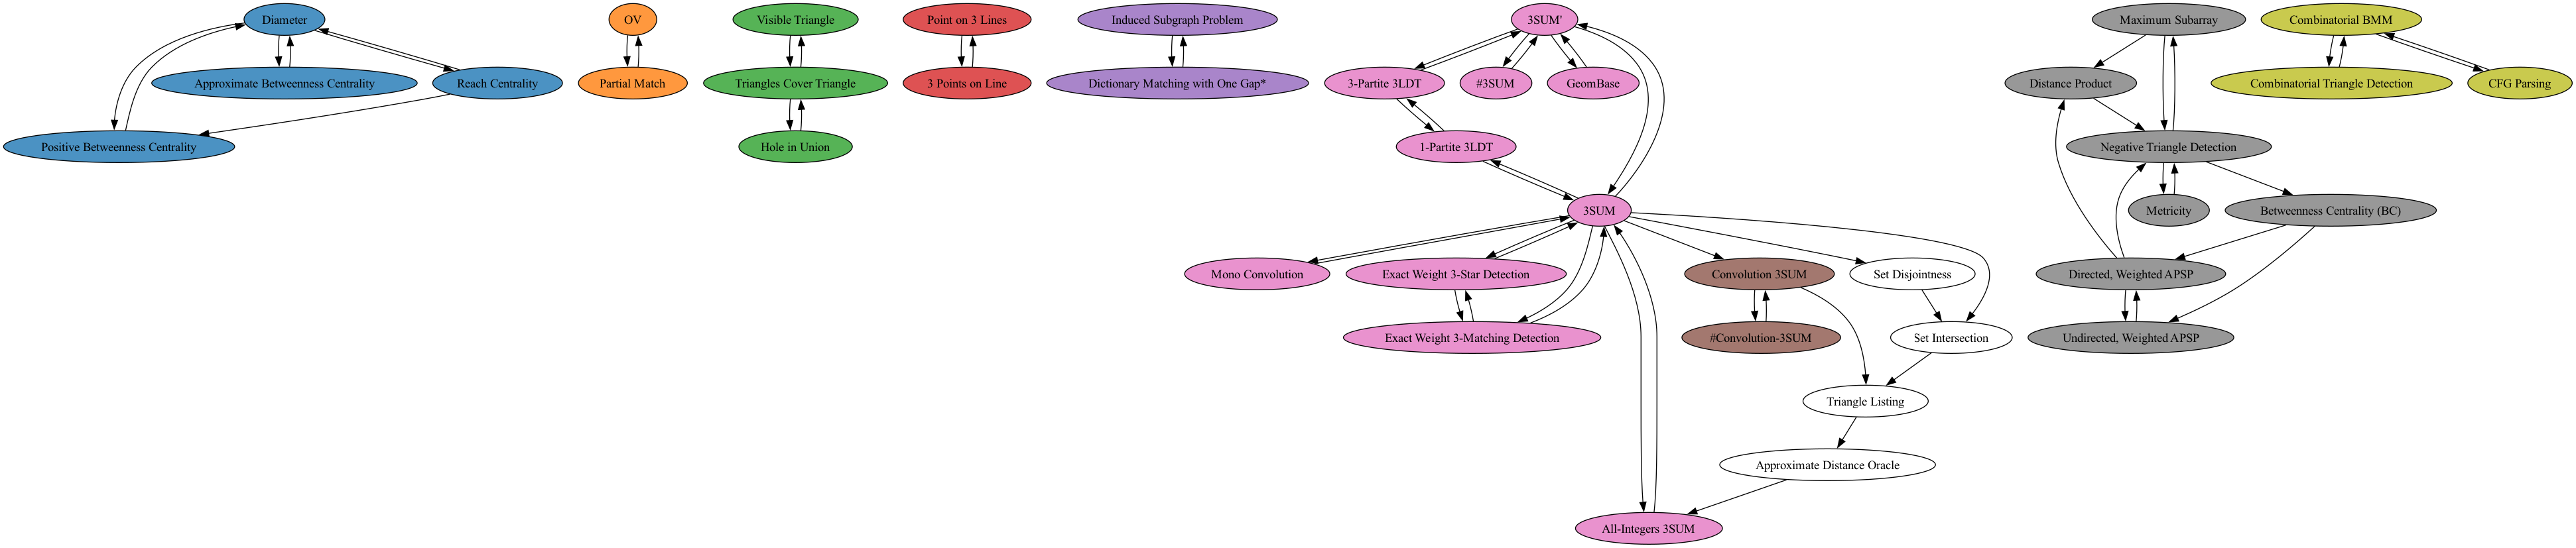 Diameter
OV
Visible Triangle
Point on 3 Lines
Induced Subgraph Problem
3SUM'
Maximum Subarray
Combinatorial BMM
Approximate Betweenness Centrality
Reach Centrality
Partial Match
Triangles Cover Triangle
3 Points on Line
Dictionary Matching with One Gap*
3-Partite 3LDT
#3SUM
GeomBase
Distance Product
Combinatorial Triangle Detection
CFG Parsing
Positive Betweenness Centrality
Hole in Union
1-Partite 3LDT
Negative Triangle Detection
3SUM
Metricity
Betweenness Centrality (BC)
Mono Convolution
Exact Weight 3-Star Detection
Convolution 3SUM
Set Disjointness
Directed, Weighted APSP
Exact Weight 3-Matching Detection
#Convolution-3SUM
Set Intersection
Undirected, Weighted APSP
Triangle Listing
Approximate Distance Oracle
All-Integers 3SUM